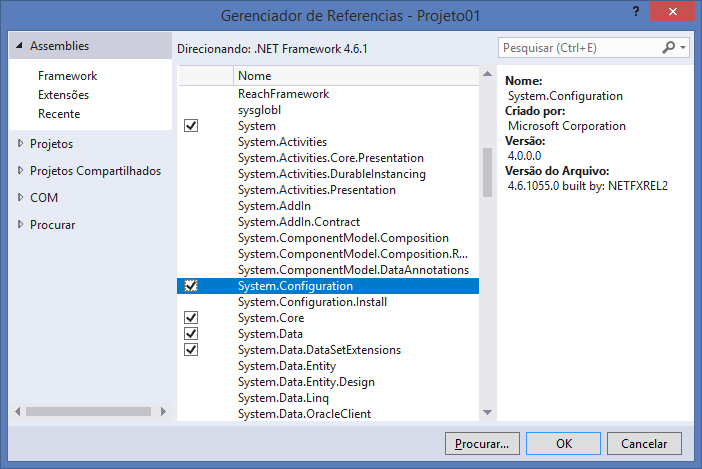 Gerenciador de Referencias - Projeto01
?
Assemblies
Framework
Extensões
Recente
Projetos
Projetos Compartilhados
COM
Procurar
Direcionando: .NET Framework 4.6.1
Nome
ReachFramework
sysglobl
System
System.Activities
System.Activities.Core.Presentation
System.Activities.DurableInstancing
System.Activities.Presentation
System.AddIn
System.AddIn.Contract
System.ComponentModel.Composition
System.ComponentModel.Composition.R...
System.ComponentModel.DataAnnotations
System.Configuration
System.Configuration.Install
System.Core
System.Data
System.Data.DataSetExtensions
System.Data.Entity
System.Data.Entity.Design
System.Data.Linq
System.Data.OracleClient
Pesquisar (Ctrl+E)
Nome:
System.Configuration
Criado por:
Microsoft Corporation
Versão:
4.0.0.0
Versão do Arquivo:
4.6.1055.0 built by: NETFXREL2
Procurar...
OK
Cancelar